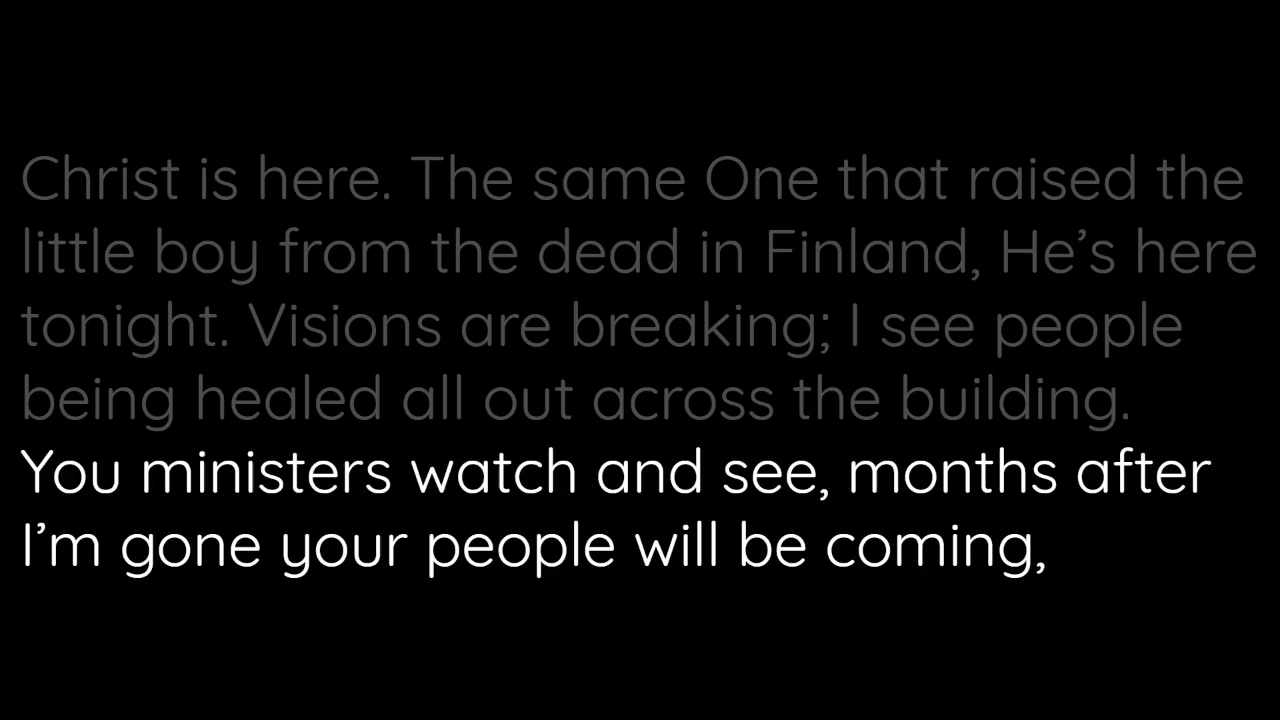 Christ is here. The same One that raised the
little boy from the dead in Finland, He’s here
tonight. Visions are breaking; I see people
being healed all out across the building.
You ministers watch and see, months after
I’m gone your people will be coming,